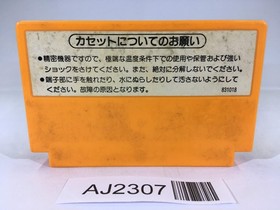 カセットについてのお願い
●精密機器ですので、極端な温度条件下での使用や保管および強い
ショックをさけてください。また、絶対に分解しないでください。
●端子部に手で触れたり、水にぬらしたりして汚さないようにして
ください。故障の原因となります。
831018
AJ2307